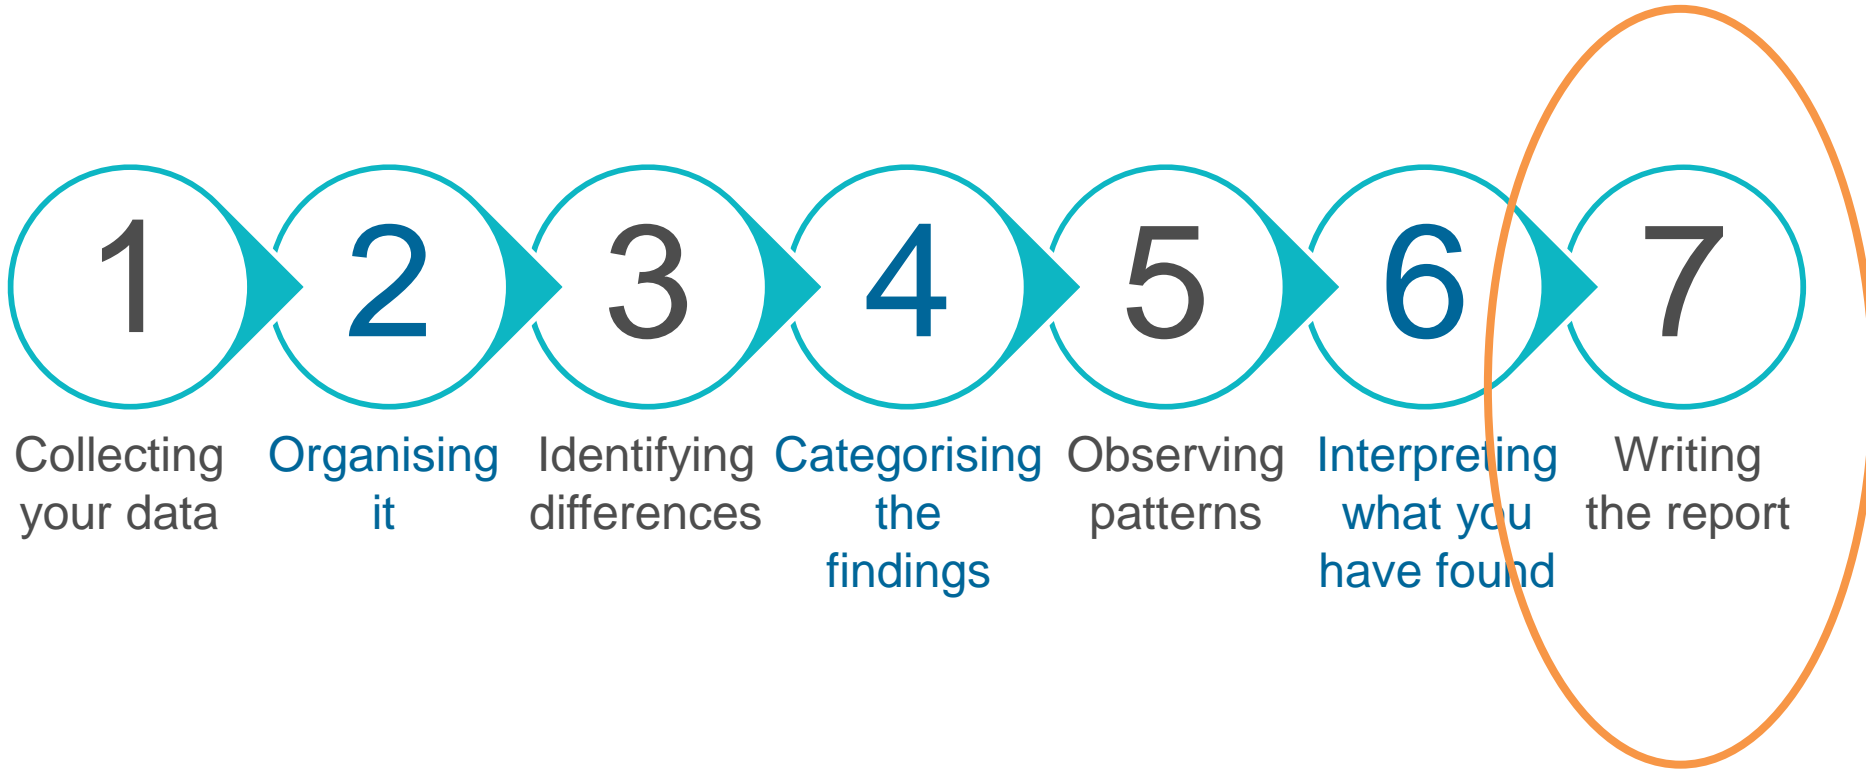 1
2
3
4
5
6
7
Collecting
your data
Organising
it
Identifying
differences
Categorising
the
findings
Observing
patterns
Interpreting
what you
have found
Writing
the report